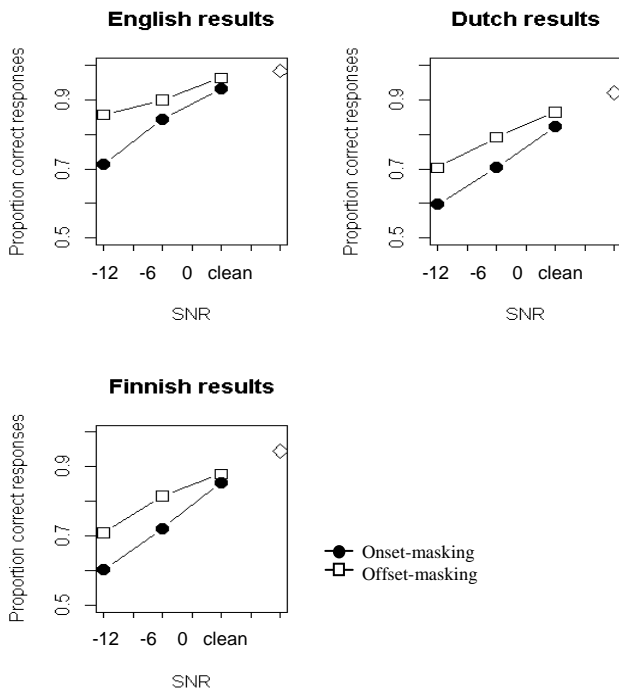 English results
Proportion correct responses
0.9
0.7
0.5
-12 -6 0 clean
SNR
Dutch results
Proportion correct responses
0.9
0.7
0.5
-12 -6 0 clean
SNR
Finnish results
Proportion correct responses
0.9
0.7
0.5
-12 -6 0 clean
SNR
Onset-masking
Offset-masking